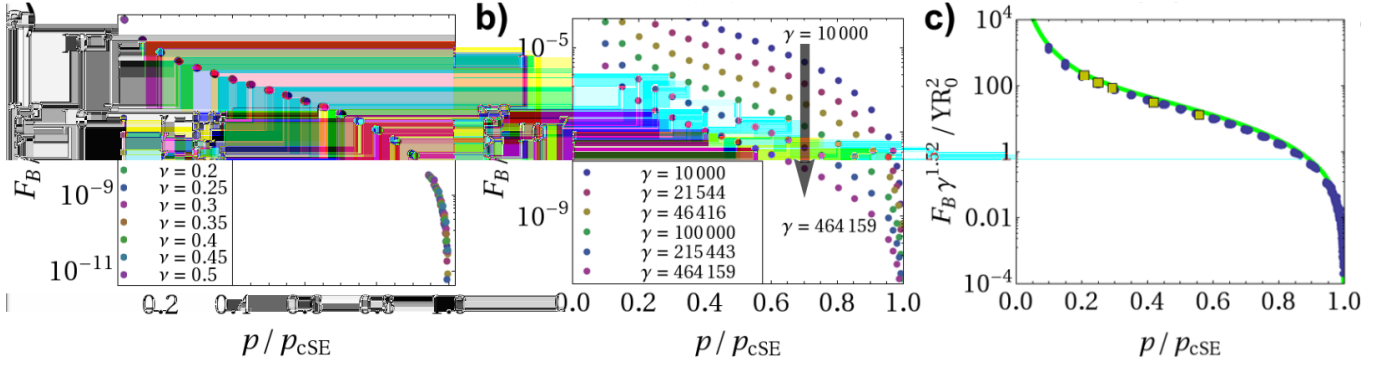 b)
c)
F_B /
10^-9
10^-11
ν = 0.2
ν = 0.25
ν = 0.3
ν = 0.35
ν = 0.4
ν = 0.45
ν = 0.5
p / p_cSE
F_B /
10^-5
10^-9
γ = 10 000
γ = 464 159
γ = 10 000
γ = 21 544
γ = 46 416
γ = 100 000
γ = 215 443
γ = 464 159
0.0 0.2 0.4 0.6 0.8 1.0
p / p_cSE
F_B γ^1.52 / YR_0^2
10^4
100
1
0.01
10^-4
0.0 0.2 0.4 0.6 0.8 1.0
p / p_cSE